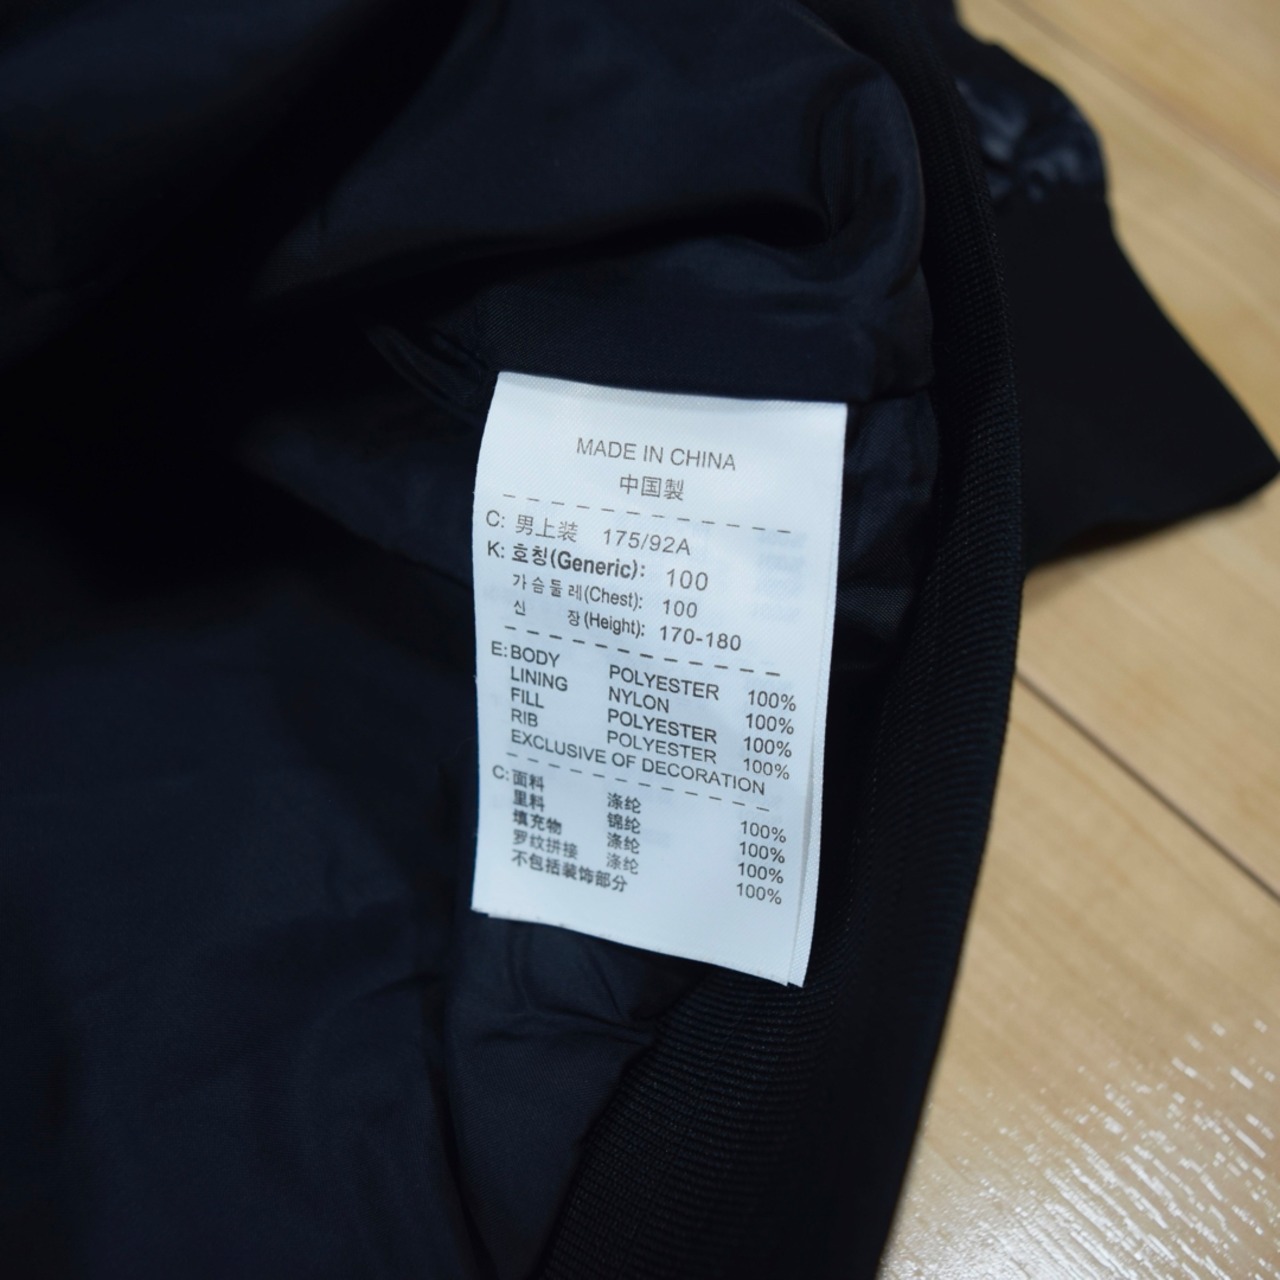 MADE IN CHINA
中国製
C: 男上装 175/92A
K: 호칭(Generic): 100
가슴둘레(Chest): 100
신 장(Height): 170-180
E: BODY POLYESTER 100%
LINING NYLON 100%
FILL POLYESTER 100%
RIB POLYESTER 100%
EXCLUSIVE OF DECORATION
C: 面料 涤纶 100%
里料 锦纶 100%
填充物 涤纶 100%
罗纹拼接 涤纶 100%
不包括装饰部分